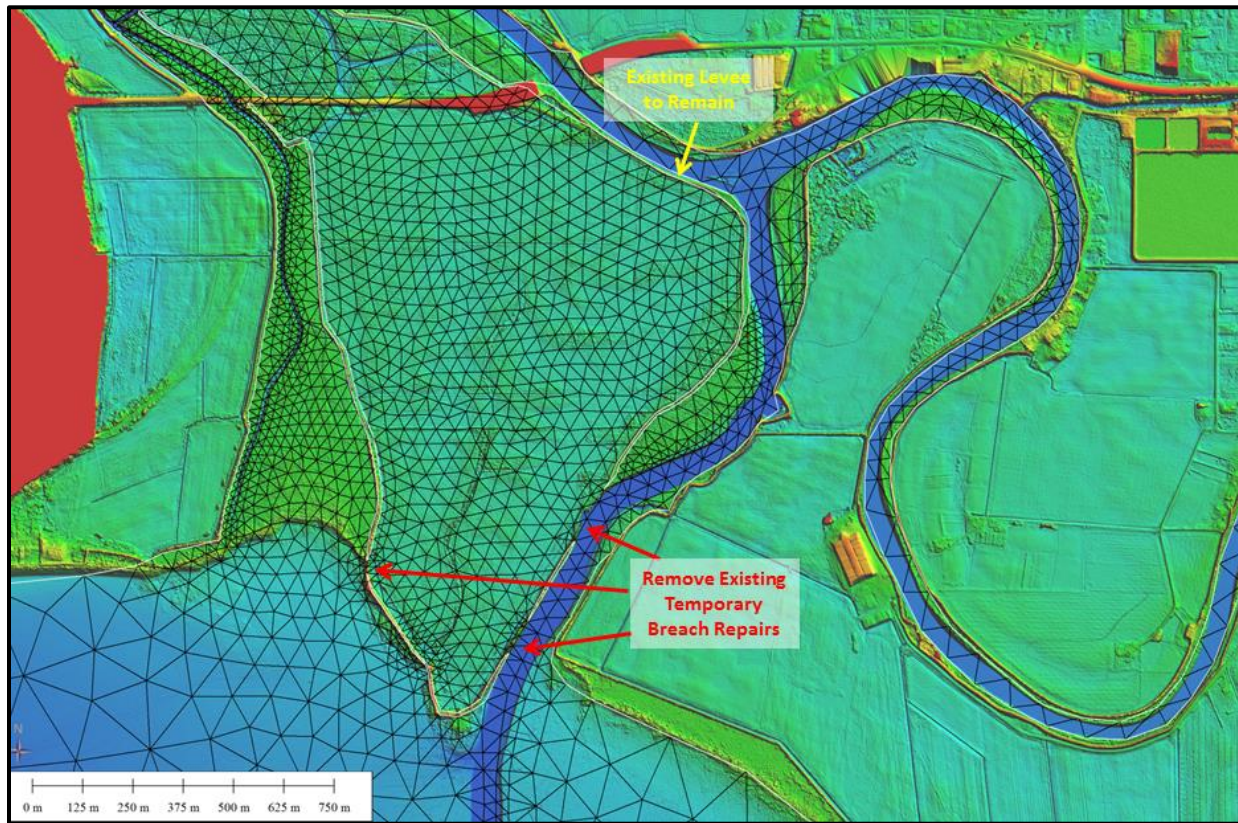 Existing Levee
to Remain
Remove Existing
Temporary
Breach Repairs
N
0 m 125 m 250 m 375 m 500 m 625 m 750 m